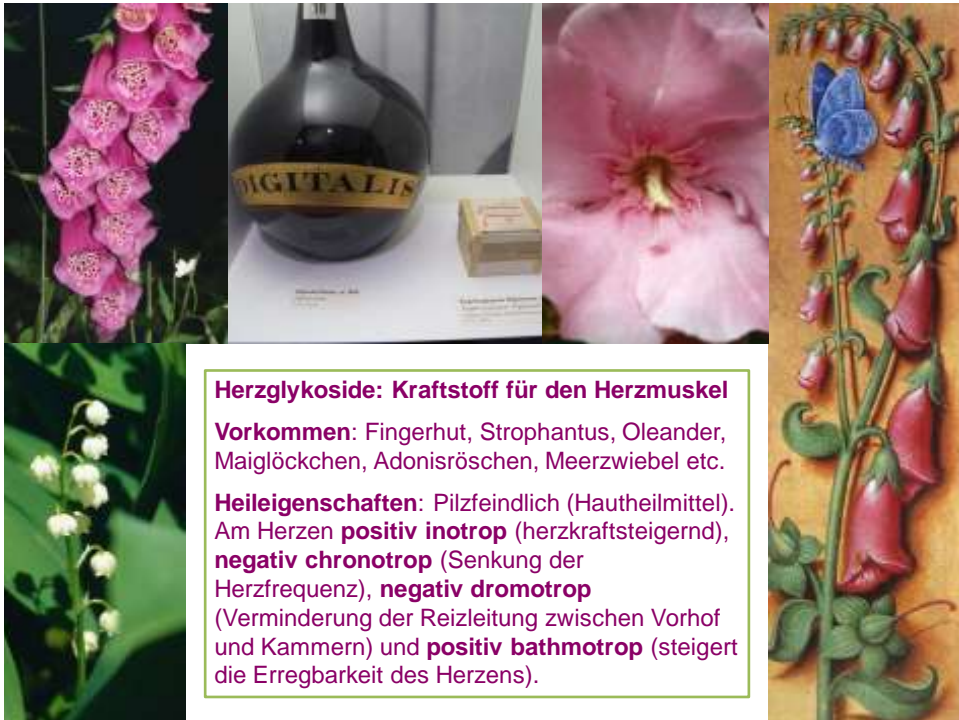 DIGITALIS
Herzglykoside: Kraftstoff für den Herzmuskel
Vorkommen: Fingerhut, Strophantus, Oleander,
Maiglöckchen, Adonisröschen, Meerzwiebel etc.
Heileigenschaften: Pilzfeindlich (Hautheilmittel).
Am Herzen positiv inotrop (herzkraftsteigernd),
negativ chronotrop (Senkung der
Herzfrequenz), negativ dromotrop
(Verminderung der Reizleitung zwischen Vorhof
und Kammern) und positiv bathmotrop (steigert
die Erregbarkeit des Herzens).